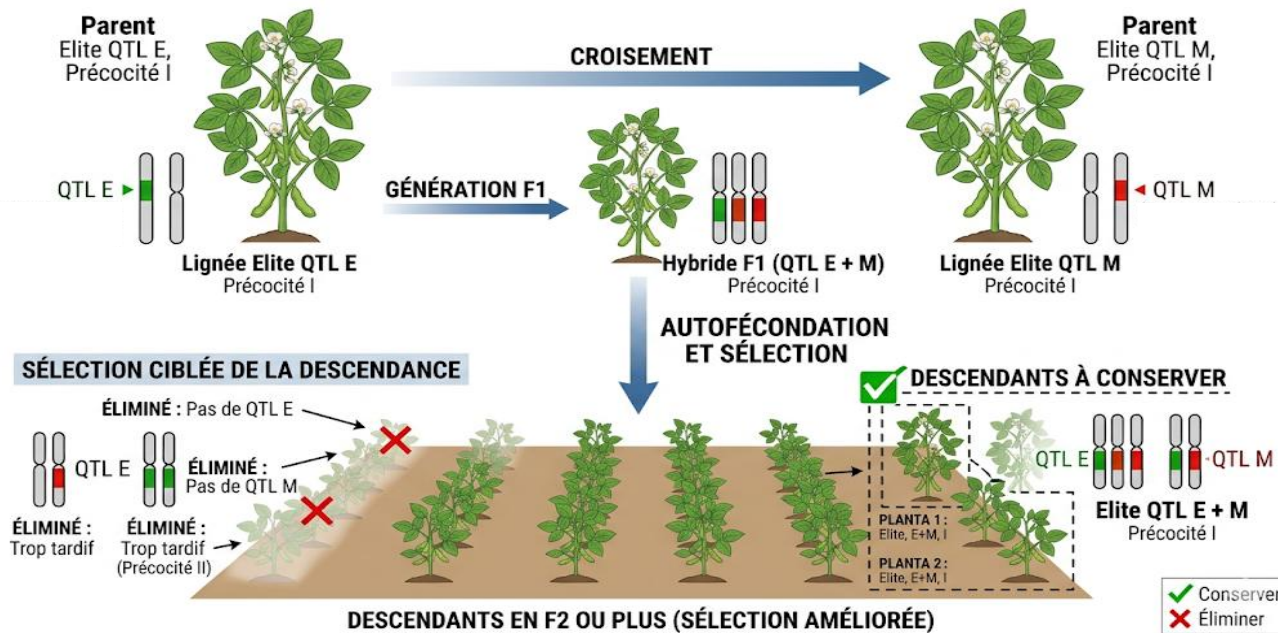 Parent
Elite QTL E,
Précocité I
CROISEMENT
Parent
Elite QTL M,
Précocité I
QTL E
GÉNÉRATION F1
QTL M
Lignée Elite QTL E
Précocité I
Hybride F1 (QTL E + M)
Précocité I
Lignée Elite QTL M
Précocité I
AUTOFÉCONDATION
ET SÉLECTION
SÉLECTION CIBLÉE DE LA DESCENDANCE
DESCENDANTS À CONSERVER
ÉLIMINÉ : Pas de QTL E
QTL E
ÉLIMINÉ :
Pas de QTL M
ÉLIMINÉ :
Trop tardif
ÉLIMINÉ :
Trop tardif
(Précocité II)
QTL E
QTL M
Elite QTL E + M
Précocité I
PLANTA 1 :
Elite, E+M, I
PLANTA 2 :
Elite, E+M, I
DESCENDANTS EN F2 OU PLUS (SÉLECTION AMÉLIORÉE)
Conserver
Éliminer